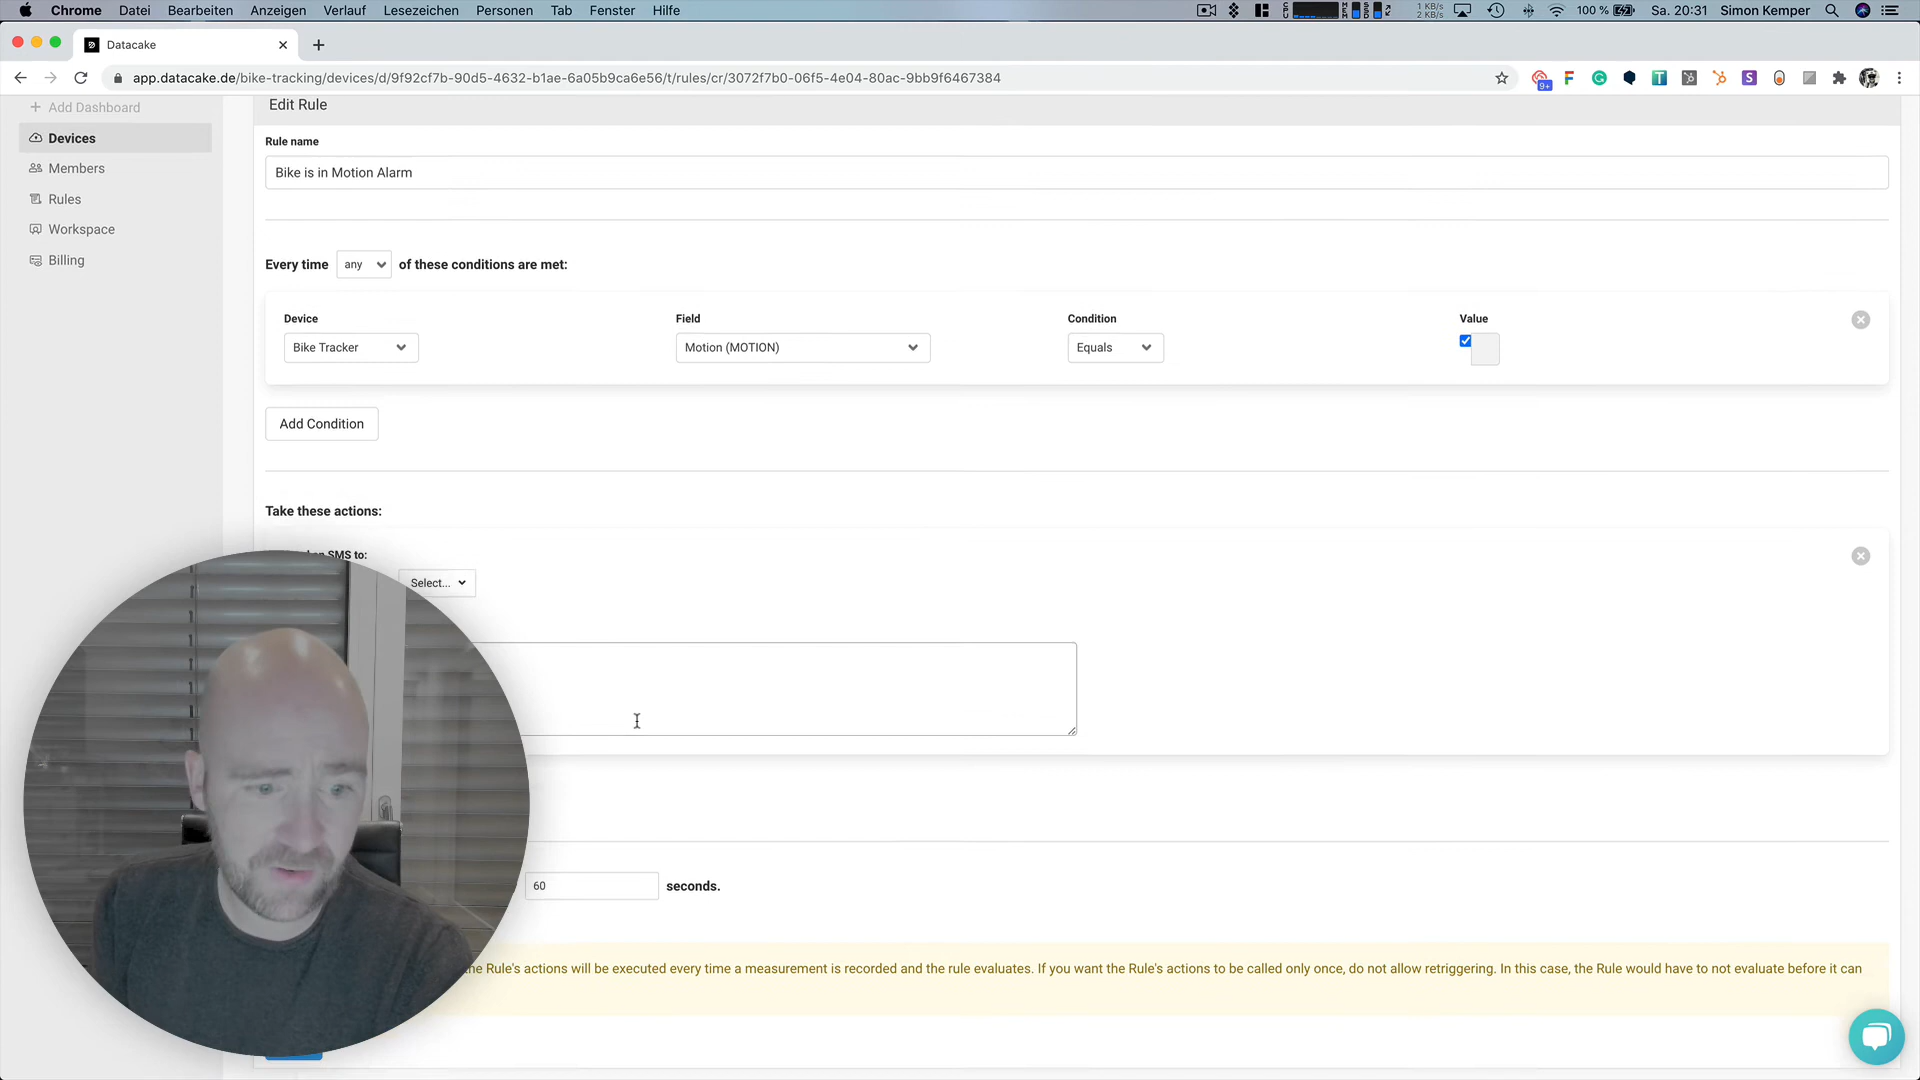 Chrome Datei Bearbeiten Anzeigen Verlauf Lesezeichen Personen Tab Fenster Hilfe 1 KB/s 2 KB/s 100 % Sa. 20:31 Simon Kemper
Datacake
app.datacake.de/bike-tracking/devices/d/9f92cf7b-90d5-4632-b1ae-6a05b9ca6e56/t/rules/cr/3072f7b0-06f5-4e04-80ac-9bb9f6467384
9+
Add Dashboard
Devices
Members
Rules
Workspace
Billing
Edit Rule
Rule name
Bike is in Motion Alarm
Every time any of these conditions are met:
Device Field Condition Value
Bike Tracker Motion (MOTION) Equals
Add Condition
Take these actions:
SMS to:
Select...
60 seconds.
the Rule's actions will be executed every time a measurement is recorded and the rule evaluates. If you want the Rule's actions to be called only once, do not allow retriggering. In this case, the Rule would have to not evaluate before it can